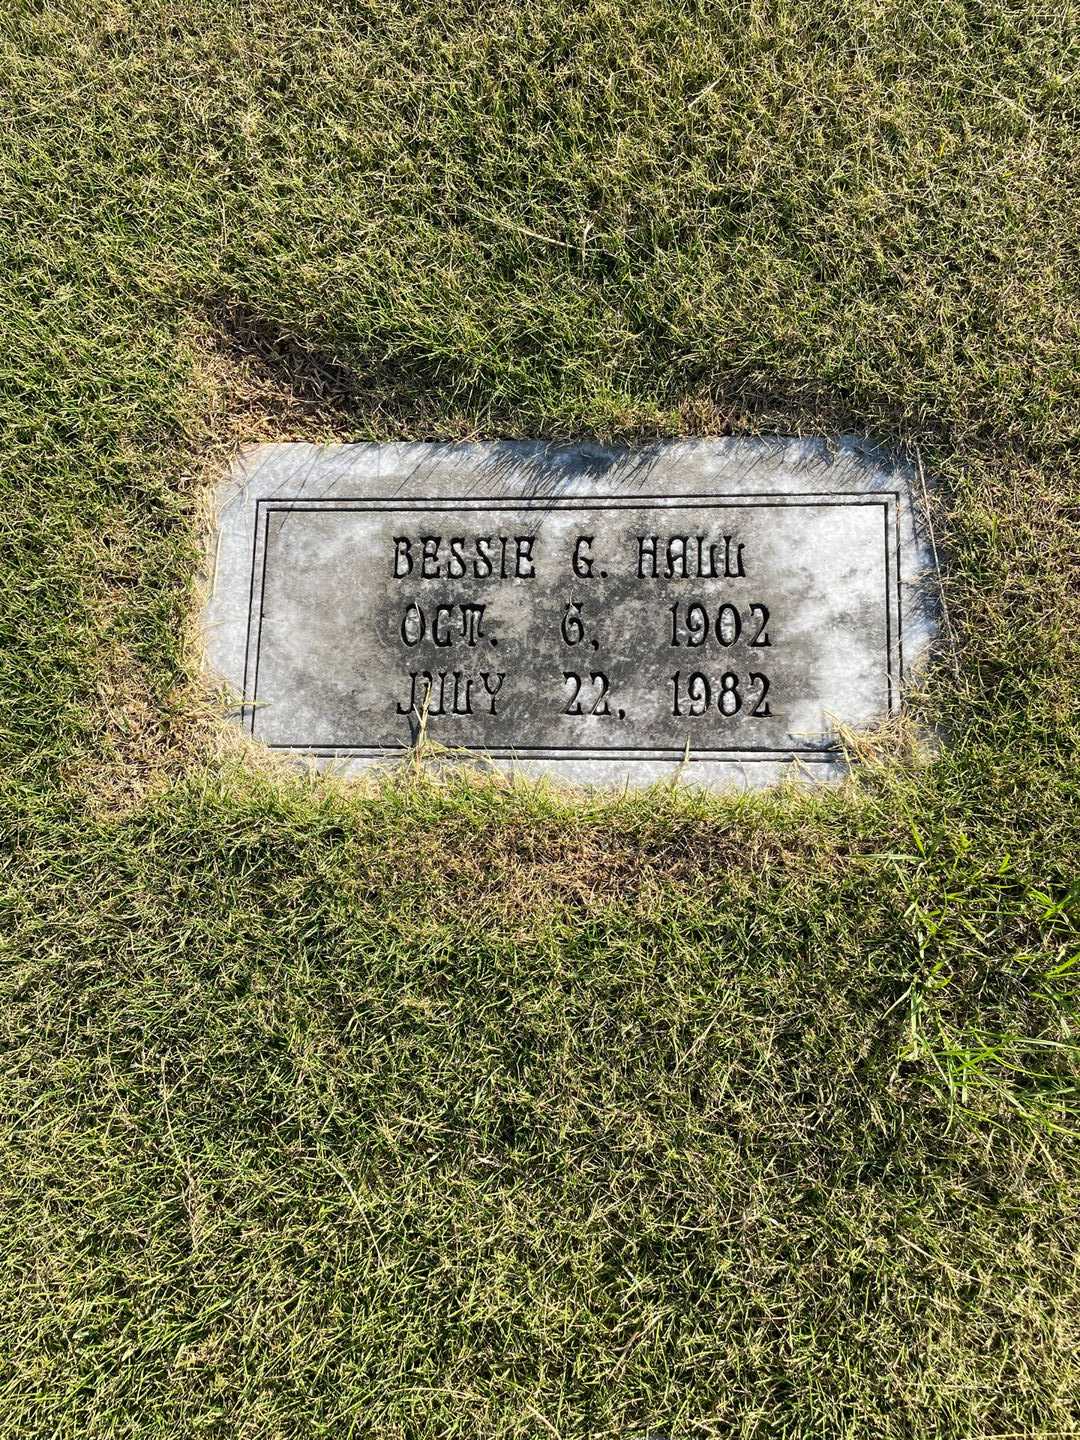 BESSIE G. HALL
OCT. 6, 1902
JULY 22, 1982